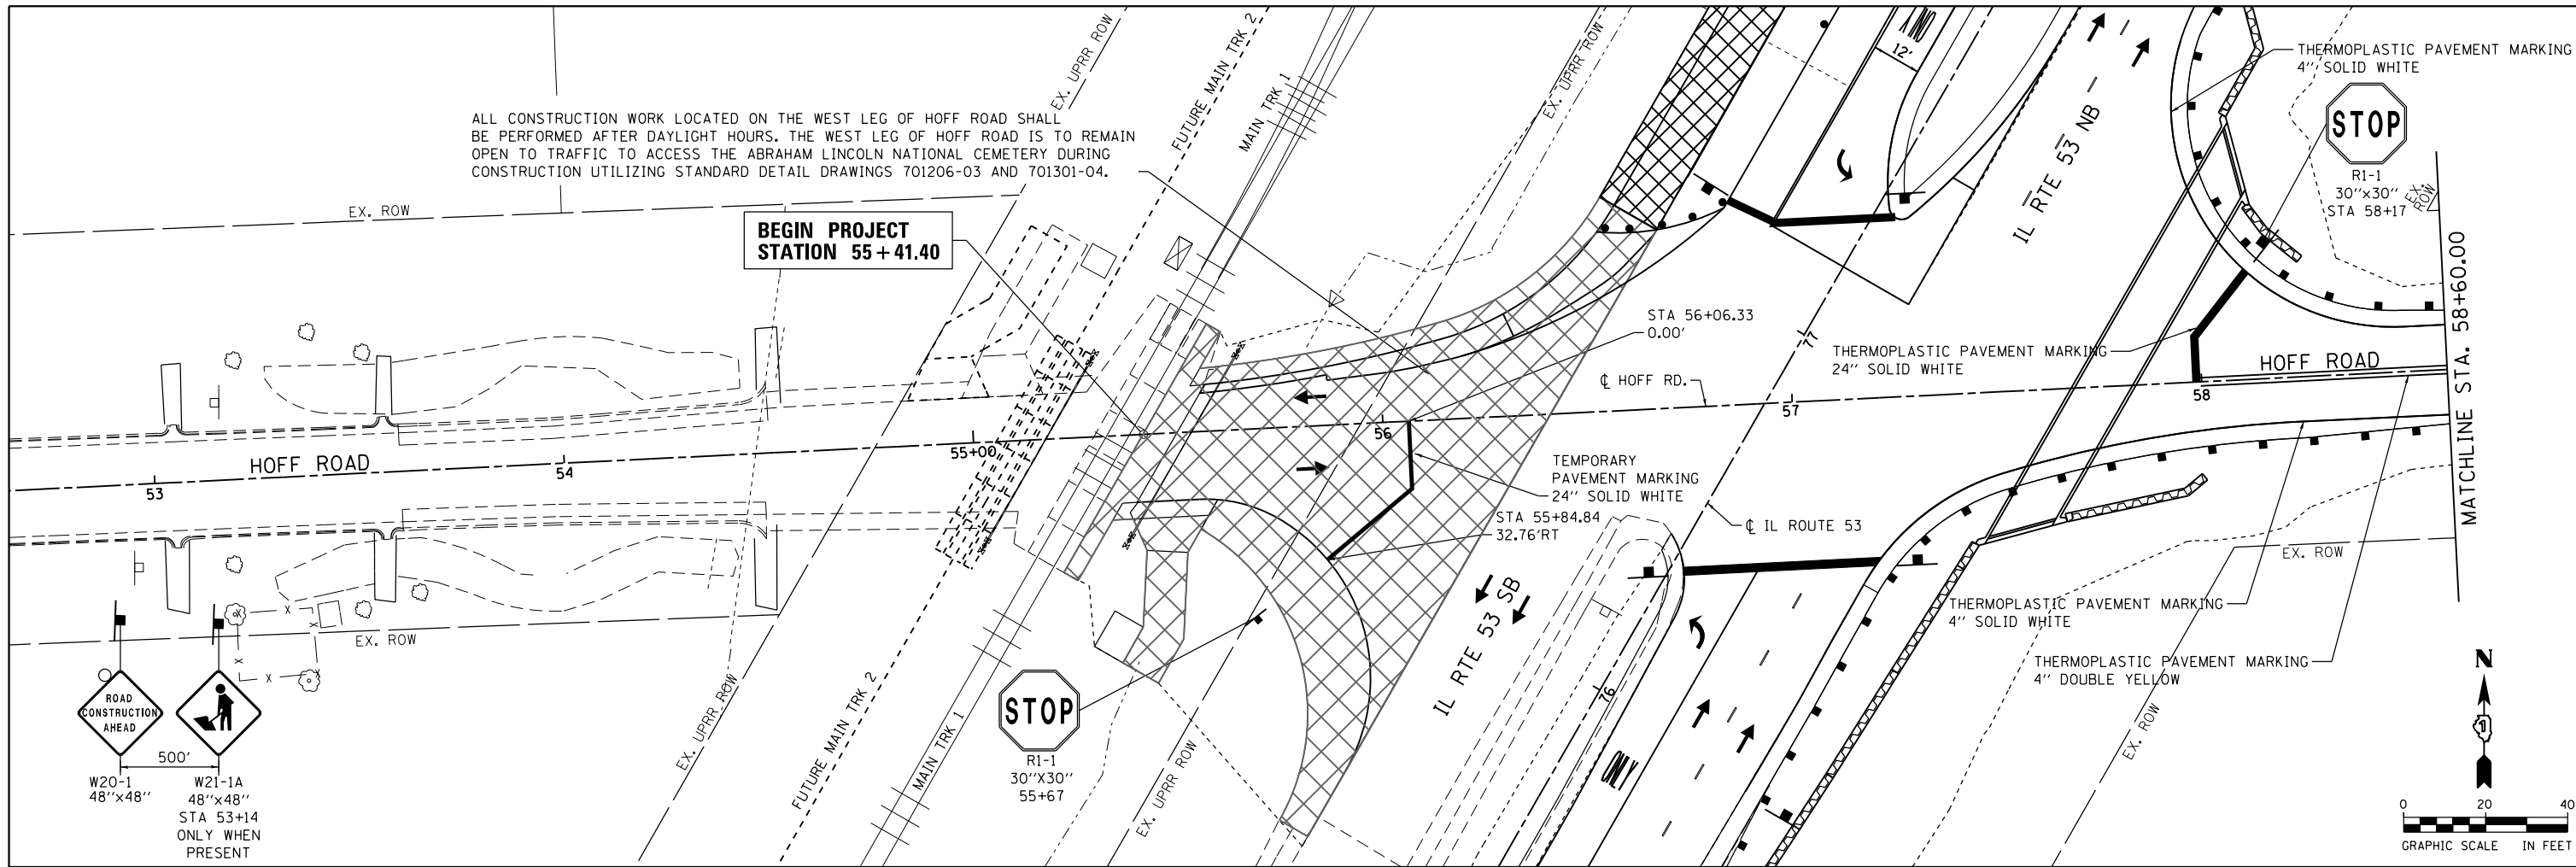 EX. UPRR ROW
FUTURE MAIN TRK 2
MAIN TRK 1
EX. UPRR ROW
12'
ALL CONSTRUCTION WORK LOCATED ON THE WEST LEG OF HOFF ROAD SHALL
BE PERFORMED AFTER DAYLIGHT HOURS. THE WEST LEG OF HOFF ROAD IS TO REMAIN
OPEN TO TRAFFIC TO ACCESS THE ABRAHAM LINCOLN NATIONAL CEMETERY DURING
CONSTRUCTION UTILIZING STANDARD DETAIL DRAWINGS 701206-03 AND 701301-04.
THERMOPLASTIC PAVEMENT MARKING
4" SOLID WHITE
STOP
R1-1
30"x30"
STA 58+17
EX. ROW
IL RTE 53 NB
EX. ROW
BEGIN PROJECT
STATION 55+41.40
MATCHLINE STA. 58+60.00
STA 56+06.33
0.00'
77
THERMOPLASTIC PAVEMENT MARKING
24" SOLID WHITE
HOFF ROAD
℄ HOFF RD.
58
57
56
55+00
54
53
HOFF ROAD
TEMPORARY
PAVEMENT MARKING
24" SOLID WHITE
STA 55+84.84
32.76'RT
℄ IL ROUTE 53
EX. ROW
IL RTE 53 SB
THERMOPLASTIC PAVEMENT MARKING
4" SOLID WHITE
THERMOPLASTIC PAVEMENT MARKING
4" DOUBLE YELLOW
EX. ROW
EX. ROW
76
EX. UPRR ROW
FUTURE MAIN TRK 2
MAIN TRK 1
EX. UPRR ROW
X
X
X
X
X
ROAD
CONSTRUCTION
AHEAD
500'
W20-1
48"x48"
W21-1A
48"x48"
STA 53+14
ONLY WHEN
PRESENT
STOP
R1-1
30"X30"
55+67
N
1
0
20
40
GRAPHIC SCALE
IN FEET